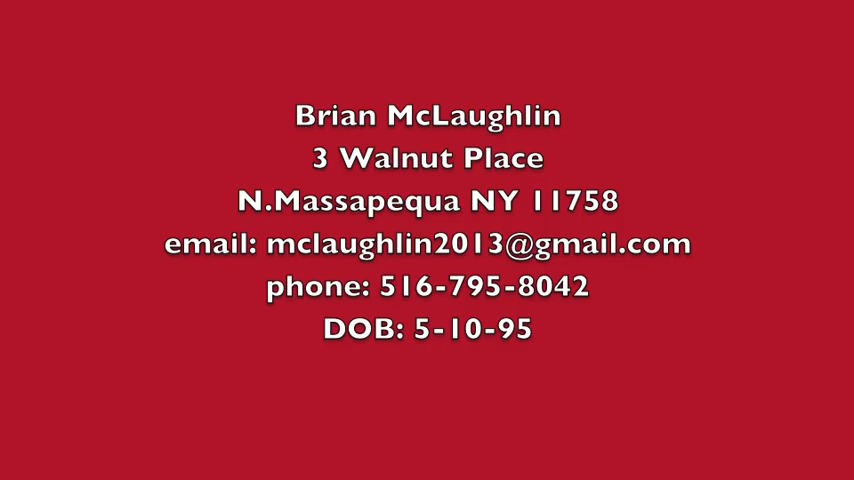 Brian McLaughlin
3 Walnut Place
N.Massapequa NY 11758
email: mclaughlin2013@gmail.com
phone: 516-795-8042
DOB: 5-10-95